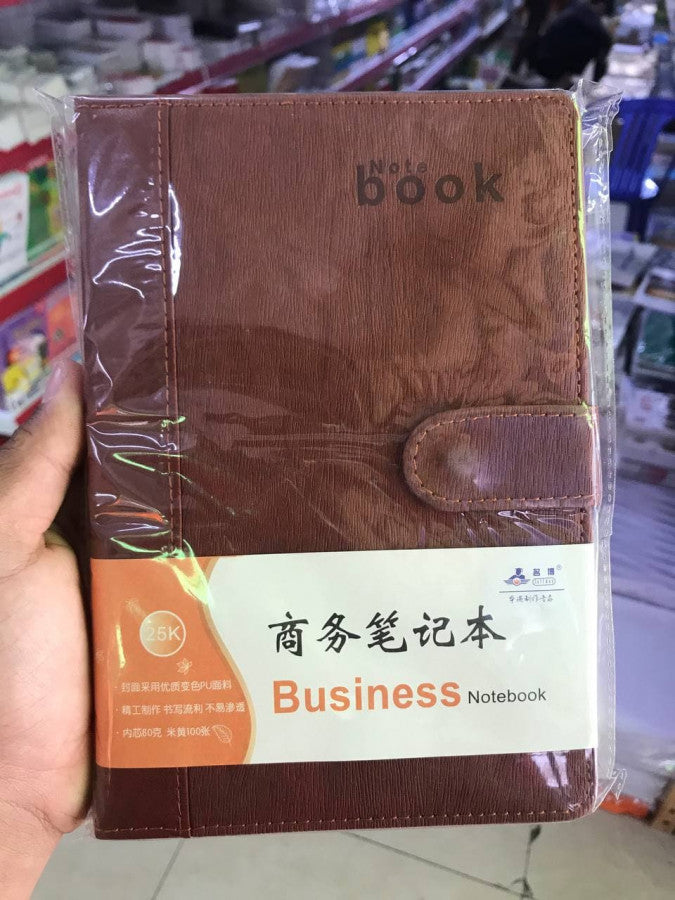 Note
book
名博®
商务笔记本
Business Notebook
25K
· 封面采用优质变色PU面料
· 精工制作 书写流利 不易渗透
· 内芯80克 米黄100张